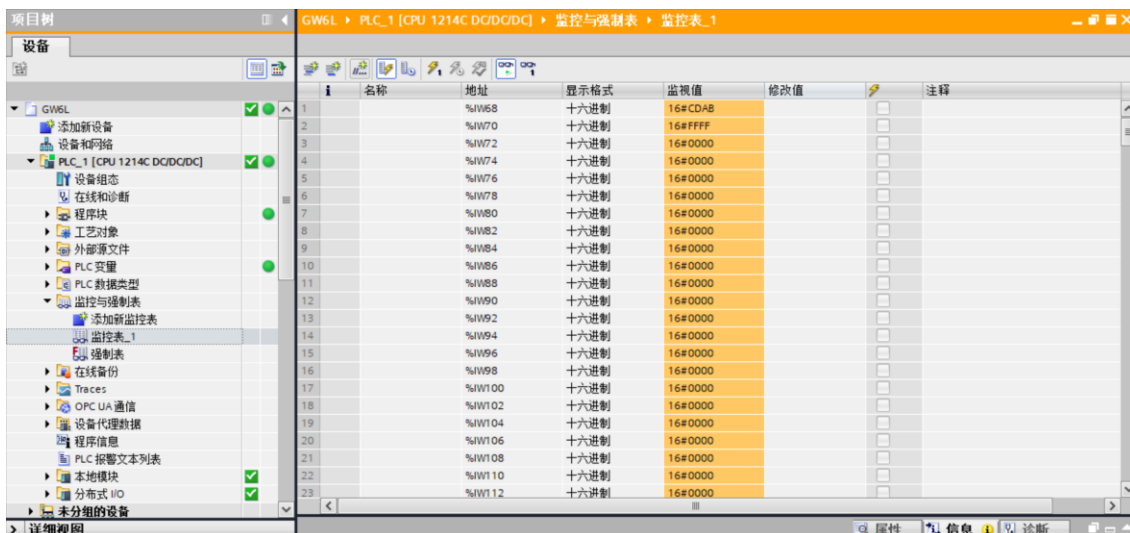 项目树
GW6L ▸ PLC_1 [CPU 1214C DC/DC/DC] ▸ 监控与强制表 ▸ 监控表_1
设备
i 名称 地址 显示格式 监视值 修改值 注释
GW6L
添加新设备
设备和网络
PLC_1 [CPU 1214C DC/DC/DC]
设备组态
在线和诊断
程序块
工艺对象
外部源文件
PLC 变量
PLC 数据类型
监控与强制表
添加新监控表
监控表_1
强制表
在线备份
Traces
OPC UA 通信
设备代理数据
程序信息
PLC 报警文本列表
本地模块
分布式 I/O
未分组的设备
详细视图
1 %IW68 十六进制 16#CDAB
2 %IW70 十六进制 16#FFFF
3 %IW72 十六进制 16#0000
4 %IW74 十六进制 16#0000
5 %IW76 十六进制 16#0000
6 %IW78 十六进制 16#0000
7 %IW80 十六进制 16#0000
8 %IW82 十六进制 16#0000
9 %IW84 十六进制 16#0000
10 %IW86 十六进制 16#0000
11 %IW88 十六进制 16#0000
12 %IW90 十六进制 16#0000
13 %IW92 十六进制 16#0000
14 %IW94 十六进制 16#0000
15 %IW96 十六进制 16#0000
16 %IW98 十六进制 16#0000
17 %IW100 十六进制 16#0000
18 %IW102 十六进制 16#0000
19 %IW104 十六进制 16#0000
20 %IW106 十六进制 16#0000
21 %IW108 十六进制 16#0000
22 %IW110 十六进制 16#0000
23 %IW112 十六进制 16#0000
属性 信息 诊断